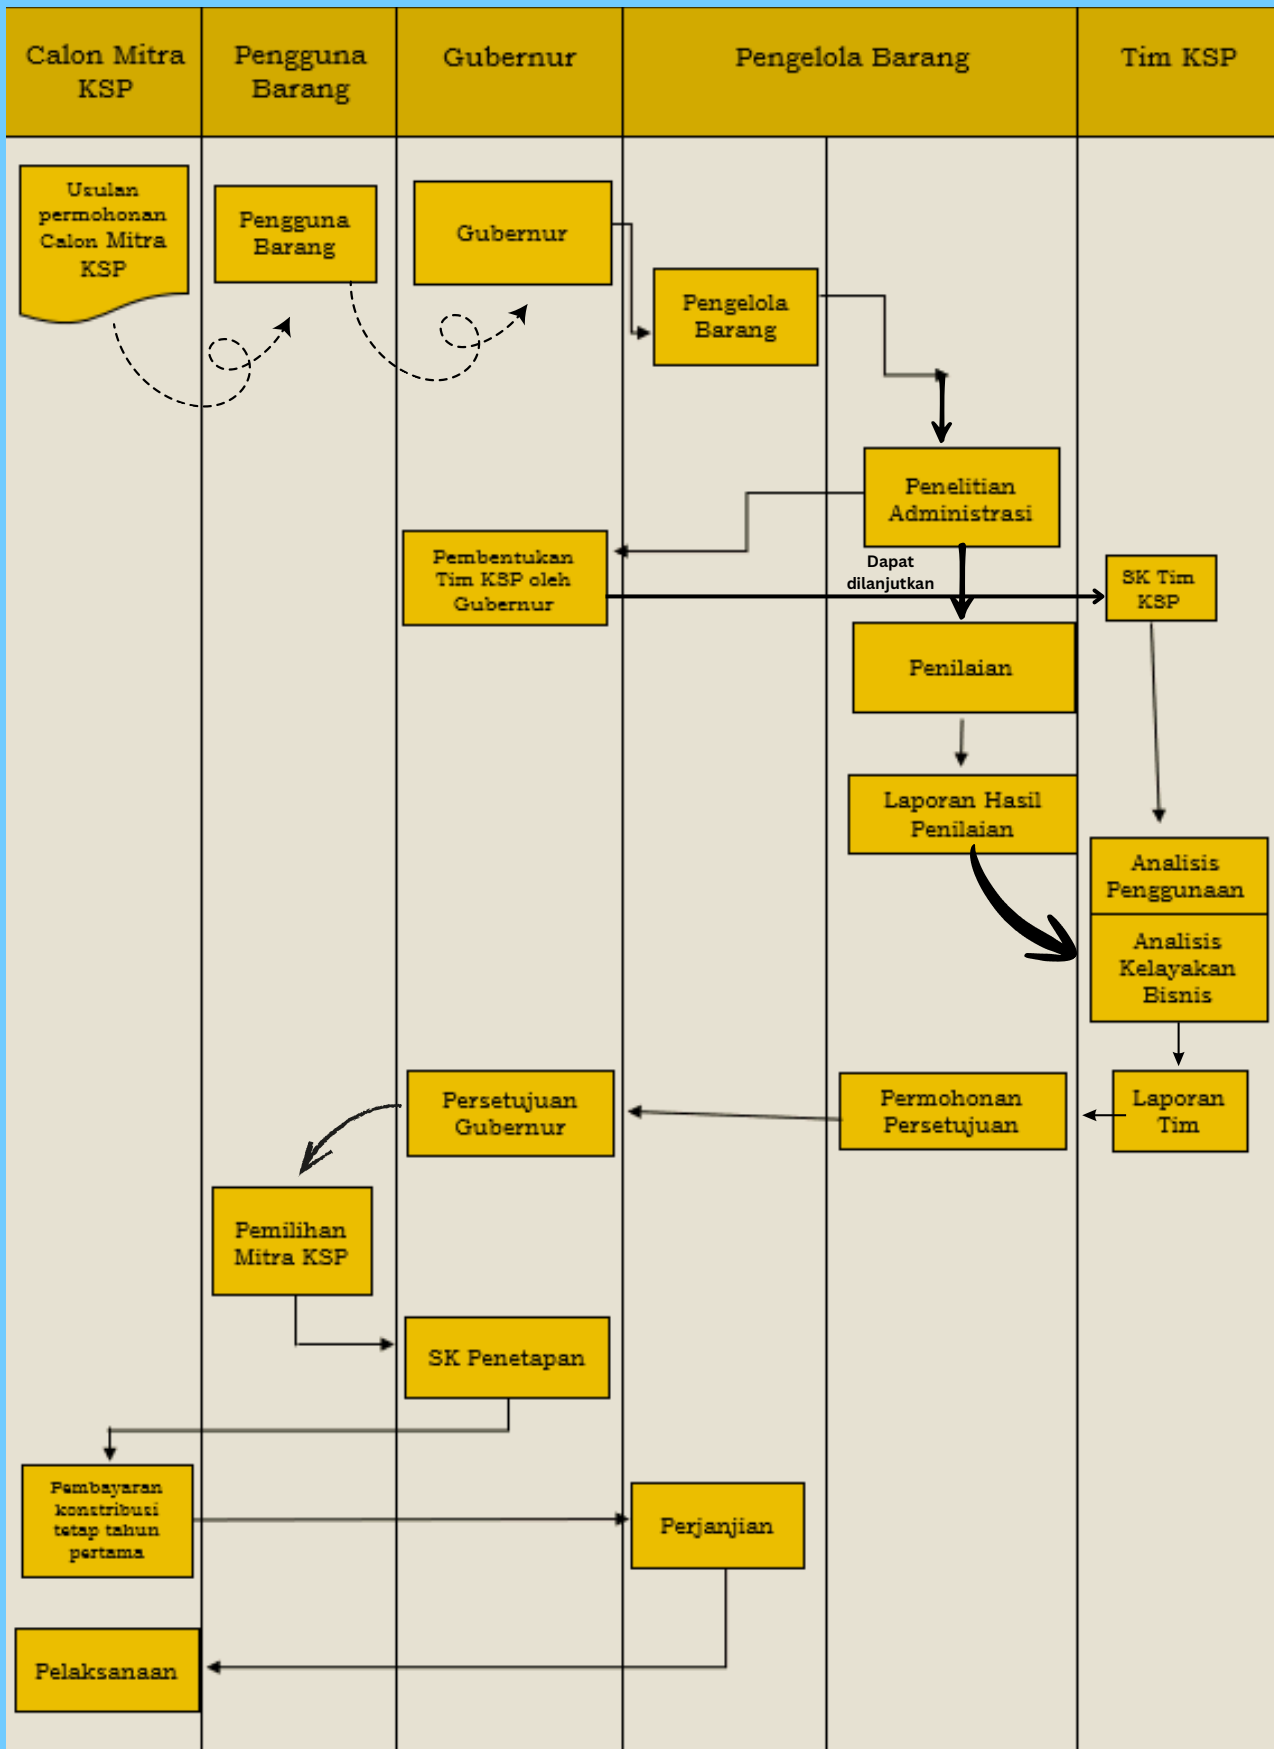 Calon Mitra
KSP
Pengguna
Barang
Gubernur
Pengelola Barang
Tim KSP
Usulan
permohonan
Calon Mitra
KSP
Pengguna
Barang
Gubernur
Pengelola
Barang
Penelitian
Administrasi
Pembentukan
Tim KSP oleh
Gubernur
Dapat
dilanjutkan
SK Tim
KSP
Penilaian
Laporan Hasil
Penilaian
Analisis
Penggunaan
Analisis
Kelayakan
Bisnis
Persetujuan
Gubernur
Permohonan
Persetujuan
Laporan
Tim
Pemilihan
Mitra KSP
SK Penetapan
Pembayaran
konstribusi
tetap tahun
pertama
Perjanjian
Pelaksanaan